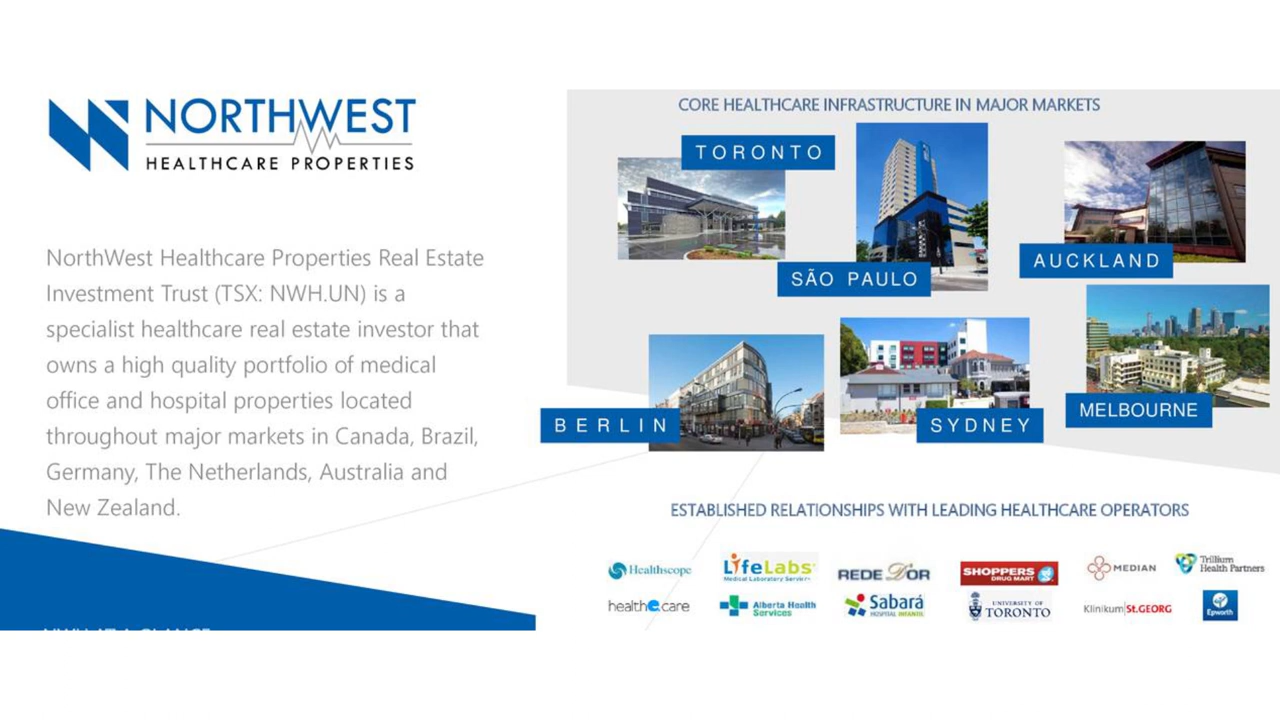 NORTHWEST
HEALTHCARE PROPERTIES
NorthWest Healthcare Properties Real Estate
Investment Trust (TSX: NWH.UN) is a
specialist healthcare real estate investor that
owns a high quality portfolio of medical
office and hospital properties located
throughout major markets in Canada, Brazil,
Germany, The Netherlands, Australia and
New Zealand.
CORE HEALTHCARE INFRASTRUCTURE IN MAJOR MARKETS
TORONTO
SÃO PAULO
AUCKLAND
BERLIN
SYDNEY
MELBOURNE
ESTABLISHED RELATIONSHIPS WITH LEADING HEALTHCARE OPERATORS
Healthscope
LifeLabs
Medical Laboratory Services
REDE D'OR
SHOPPERS
DRUG MART
MEDIAN
Trillium
Health Partners
healthecare
Alberta Health
Services
Sabará
HOSPITAL INFANTIL
UNIVERSITY OF
TORONTO
Klinikum St.GEORG
Epworth
NWH AT A GLANCE